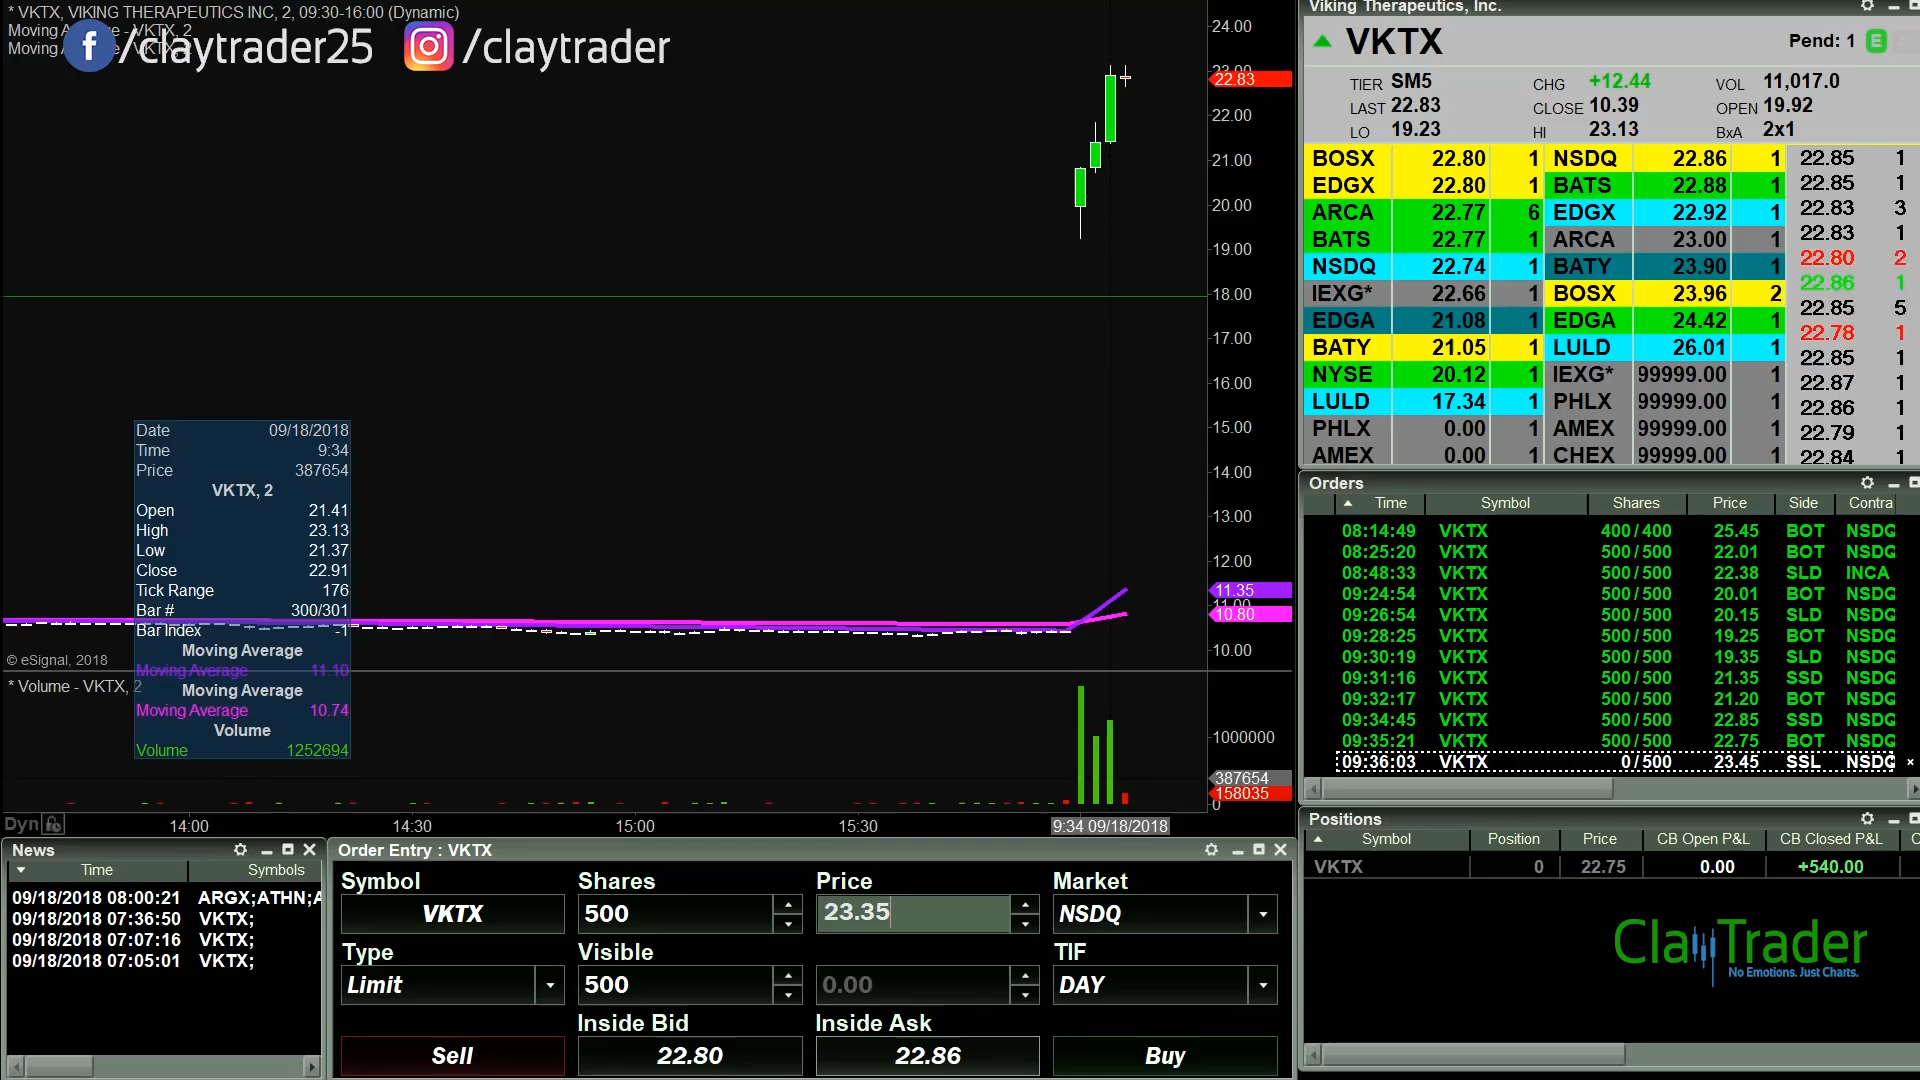 * VKTX, VIKING THERAPEUTICS INC, 2, 09:30-16:00 (Dynamic)
- VKTX, 2
f /claytrader25 /claytrader
24.00
22.83
22.00
21.00
20.00
19.00
18.00
17.00
16.00
15.00
14.00
13.00
12.00
11.35
11.00
10.80
10.00
Date 09/18/2018
Time 9:34
Price 387654
VKTX, 2
Open 21.41
High 23.13
Low 21.37
Close 22.91
Tick Range 176
Bar # 300/301
Bar Index -1
Moving Average
Moving Average 11.10
Moving Average
Moving Average 10.74
Volume
Volume 1252694
© eSignal, 2018
* Volume - VKTX, 2
1000000
387654
158035
0
Dyn 14:00 14:30 15:00 15:30 9:34 09/18/2018
News
Time Symbols
09/18/2018 08:00:21 ARGX;ATHN;A
09/18/2018 07:36:50 VKTX;
09/18/2018 07:07:16 VKTX;
09/18/2018 07:05:01 VKTX;
Order Entry : VKTX
Symbol Shares Price Market
VKTX 500 23.35 NSDQ
Type Visible TIF
Limit 500 0.00 DAY
Inside Bid Inside Ask
Sell 22.80 22.86 Buy
Viking Therapeutics, Inc.
VKTX Pend: 1 E
TIER SM5 CHG +12.44 VOL 11,017.0
LAST 22.83 CLOSE 10.39 OPEN 19.92
LO 19.23 HI 23.13 BxA 2x1
BOSX 22.80 1 NSDQ 22.86 1
EDGX 22.80 1 BATS 22.88 1
ARCA 22.77 6 EDGX 22.92 1
BATS 22.77 1 ARCA 23.00 1
NSDQ 22.74 1 BATY 23.90 1
IEXG* 22.66 1 BOSX 23.96 2
EDGA 21.08 1 EDGA 24.42 1
BATY 21.05 1 LULD 26.01 1
NYSE 20.12 1 IEXG* 99999.00 1
LULD 17.34 1 PHLX 99999.00 1
PHLX 0.00 1 AMEX 99999.00 1
AMEX 0.00 1 CHEX 99999.00 1
22.85 1
22.85 1
22.83 3
22.83 1
22.80 2
22.86 1
22.85 5
22.78 1
22.85 1
22.87 1
22.86 1
22.79 1
22.84 1
Orders
Time Symbol Shares Price Side Contra
08:14:49 VKTX 400/400 25.45 BOT NSDQ
08:25:20 VKTX 500/500 22.01 BOT NSDQ
08:48:33 VKTX 500/500 22.38 SLD INCA
09:24:54 VKTX 500/500 20.01 BOT NSDQ
09:26:54 VKTX 500/500 20.15 SLD NSDQ
09:28:25 VKTX 500/500 19.25 BOT NSDQ
09:30:19 VKTX 500/500 19.35 SLD NSDQ
09:31:16 VKTX 500/500 21.35 SSD NSDQ
09:32:17 VKTX 500/500 21.20 BOT NSDQ
09:34:45 VKTX 500/500 22.85 SSD NSDQ
09:35:21 VKTX 500/500 22.75 BOT NSDQ
09:36:03 VKTX 0/500 23.45 SSL NSDQ
Positions
Symbol Position Price CB Open P&L CB Closed P&L
VKTX 0 22.75 0.00 +540.00
ClayTrader
No Emotions. Just Charts.